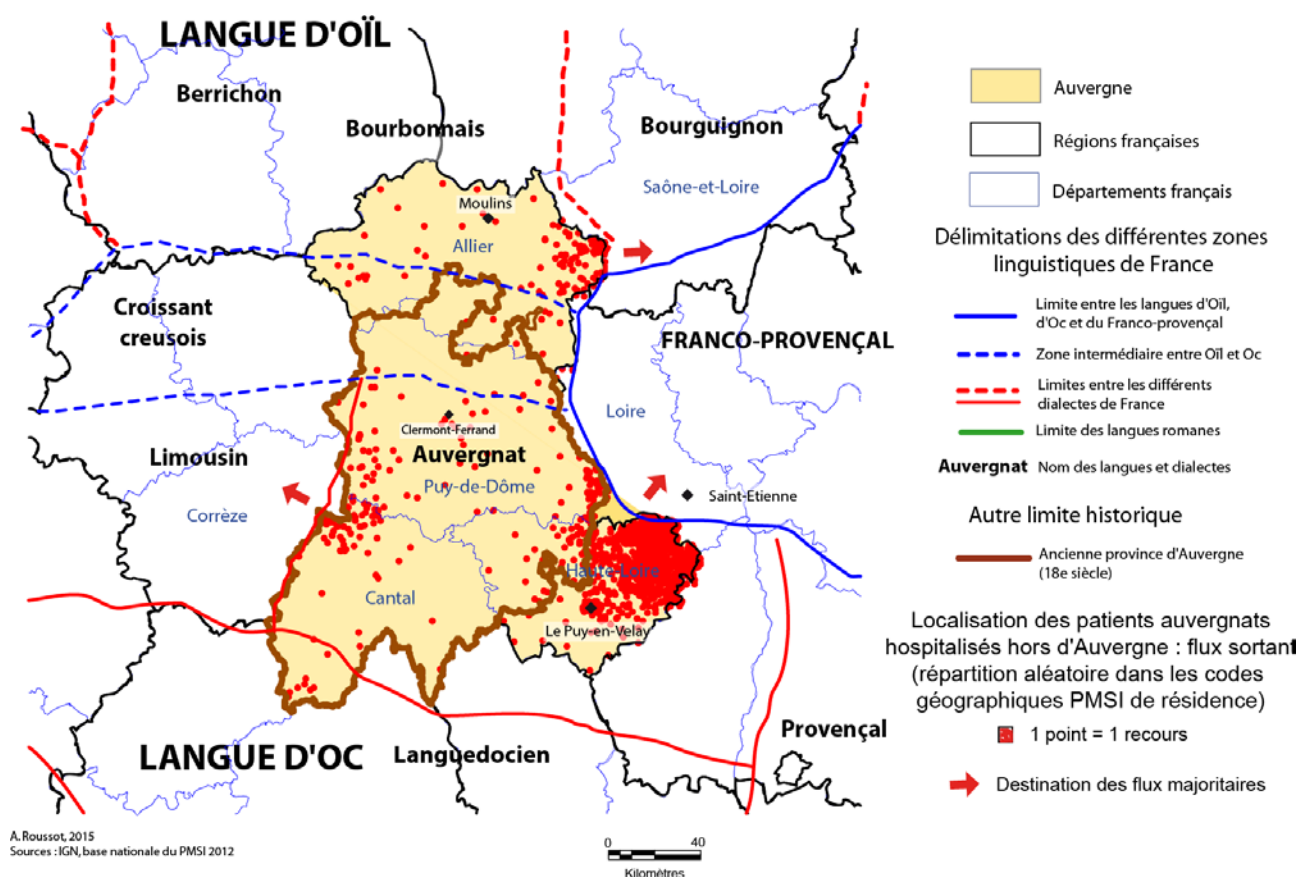 LANGUE D'OÏL
Berrichon
Bourbonnais
Bourguignon
Saône-et-Loire
Moulins
Allier
Croissant
creusois
FRANCO-PROVENÇAL
Loire
Clermont-Ferrand
Limousin
Auvergnat
Puy-de-Dôme
Corrèze
Saint-Etienne
Haute-Loire
Cantal
Le Puy-en-Velay
Provençal
LANGUE D'OC
Languedocien
Auvergne
Régions françaises
Départements français
Délimitations des différentes zones
linguistiques de France
Limite entre les langues d'Oïl,
d'Oc et du Franco-provençal
Zone intermédiaire entre Oïl et Oc
Limites entre les différents
dialectes de France
Limite des langues romanes
Auvergnat Nom des langues et dialectes
Autre limite historique
Ancienne province d'Auvergne
(18e siècle)
Localisation des patients auvergnats
hospitalisés hors d'Auvergne : flux sortant
(répartition aléatoire dans les codes
géographiques PMSI de résidence)
1 point = 1 recours
Destination des flux majoritaires
A. Roussot, 2015
Sources : IGN, base nationale du PMSI 2012
0 40
Kilomètres